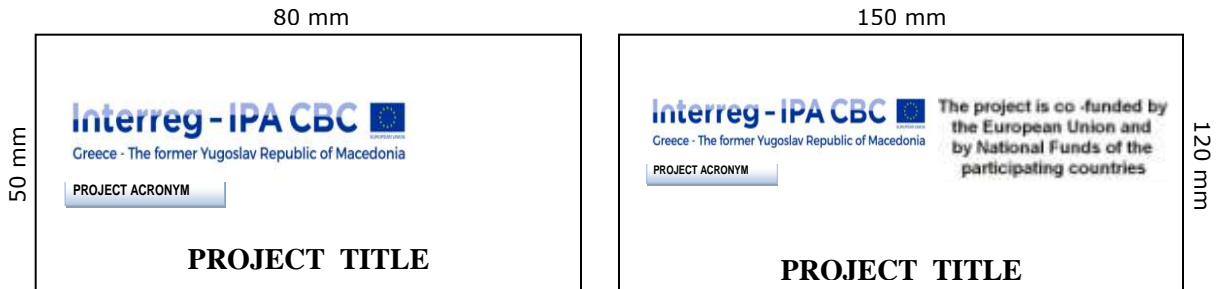 80 mm
50 mm
Interreg - IPA CBC
EUROPEAN UNION
Greece - The former Yugoslav Republic of Macedonia
PROJECT ACRONYM
PROJECT TITLE
150 mm
120 mm
Interreg - IPA CBC
Greece - The former Yugoslav Republic of Macedonia
PROJECT ACRONYM
The project is co -funded by
the European Union and
by National Funds of the
participating countries
PROJECT TITLE